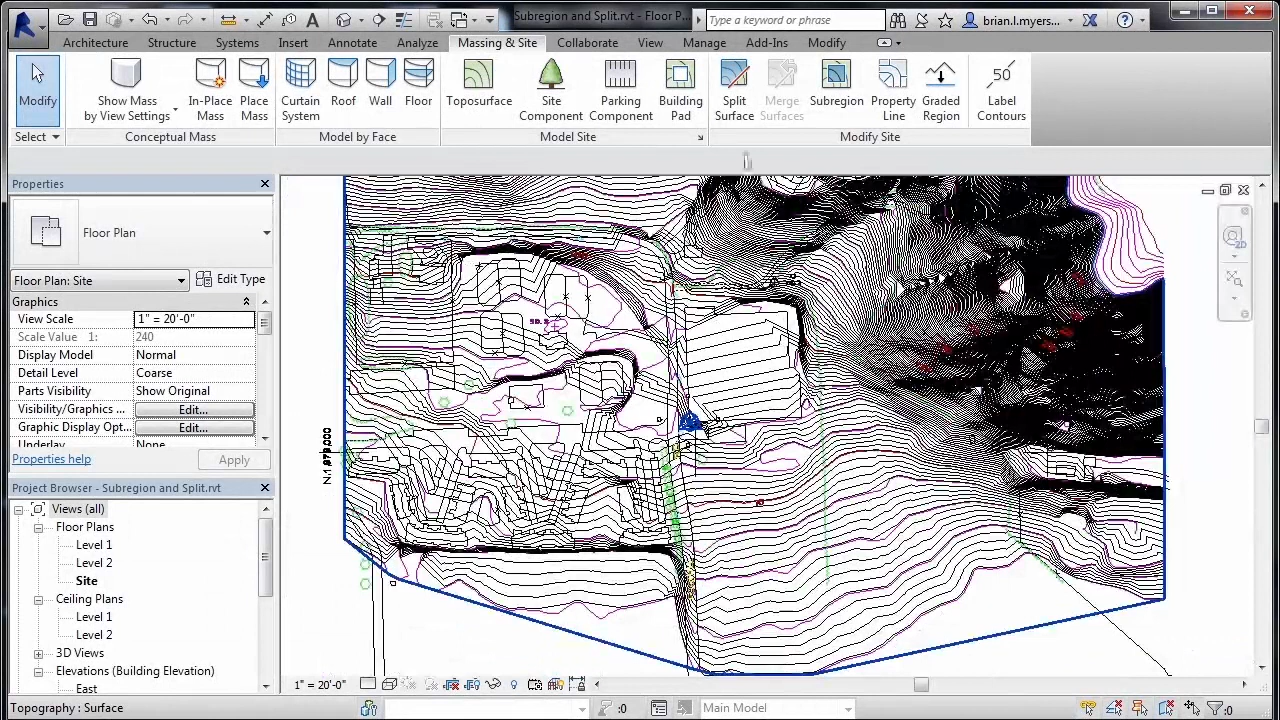 Subregion and Split.rvt - Floor P...
Type a keyword or phrase
brian.l.myers...
Architecture Structure Systems Insert Annotate Analyze Massing & Site Collaborate View Manage Add-Ins Modify
Modify
Show Mass
by View Settings
In-Place
Mass
Place
Mass
Curtain
System
Roof
Wall
Floor
Toposurface
Site
Component
Parking
Component
Building
Pad
Split
Surface
Merge
Surfaces
Subregion
Property
Line
Graded
Region
50
Label
Contours
Select
Conceptual Mass
Model by Face
Model Site
Modify Site
Properties
Floor Plan
Floor Plan: Site
Edit Type
Graphics
View Scale 1" = 20'-0"
Scale Value 1: 240
Display Model Normal
Detail Level Coarse
Parts Visibility Show Original
Visibility/Graphics ... Edit...
Graphic Display Opt... Edit...
Underlay None
Properties help
Apply
Project Browser - Subregion and Split.rvt
Views (all)
Floor Plans
Level 1
Level 2
Site
Ceiling Plans
Level 1
Level 2
3D Views
Elevations (Building Elevation)
East
2D
1" = 20'-0"
Topography : Surface
:0
Main Model
:0